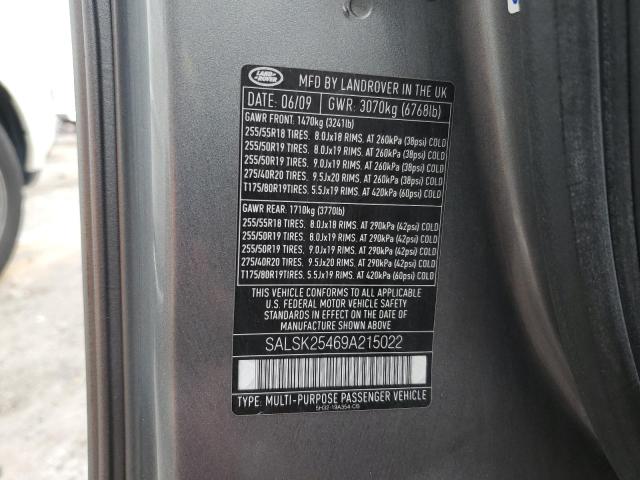 LAND ROVER
MFD BY LANDROVER IN THE UK
DATE: 06/09 GWR: 3070kg (6768lb)
GAWR FRONT: 1470kg (3241lb)
255/55R18 TIRES. 8.0Jx18 RIMS. AT 260kPa (38psi) COLD
255/50R19 TIRES. 8.0Jx19 RIMS. AT 260kPa (38psi) COLD
255/50R19 TIRES. 9.0Jx19 RIMS. AT 260kPa (38psi) COLD
275/40R20 TIRES. 9.5Jx20 RIMS. AT 260kPa (38psi) COLD
T175/80R19TIRES. 5.5Jx19 RIMS. AT 420kPa (60psi) COLD
GAWR REAR: 1710kg (3770lb)
255/55R18 TIRES. 8.0Jx18 RIMS. AT 290kPa (42psi) COLD
255/50R19 TIRES. 8.0Jx19 RIMS. AT 290kPa (42psi) COLD
255/50R19 TIRES. 9.0Jx19 RIMS. AT 290kPa (42psi) COLD
275/40R20 TIRES. 9.5Jx20 RIMS. AT 290kPa (42psi) COLD
T175/80R19TIRES. 5.5Jx19 RIMS. AT 420kPa (60psi) COLD
THIS VEHICLE CONFORMS TO ALL APPLICABLE
U.S. FEDERAL MOTOR VEHICLE SAFETY
STANDARDS IN EFFECT ON THE DATE OF
MANUFACTURE SHOWN ABOVE.
SALSK25469A215022
TYPE: MULTI-PURPOSE PASSENGER VEHICLE